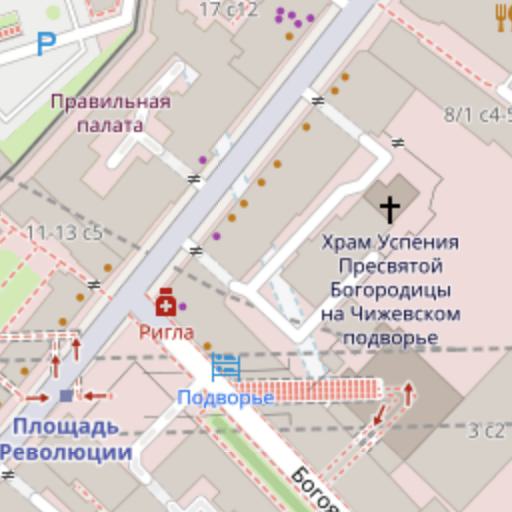 17 с12
P
Правильная
палата
8/1 с4-5
11-13 с5
Храм Успения
Пресвятой
Богородицы
на Чижевском
подворье
Ригла
Подворье
Площадь
Революции
3 с2
Богоя